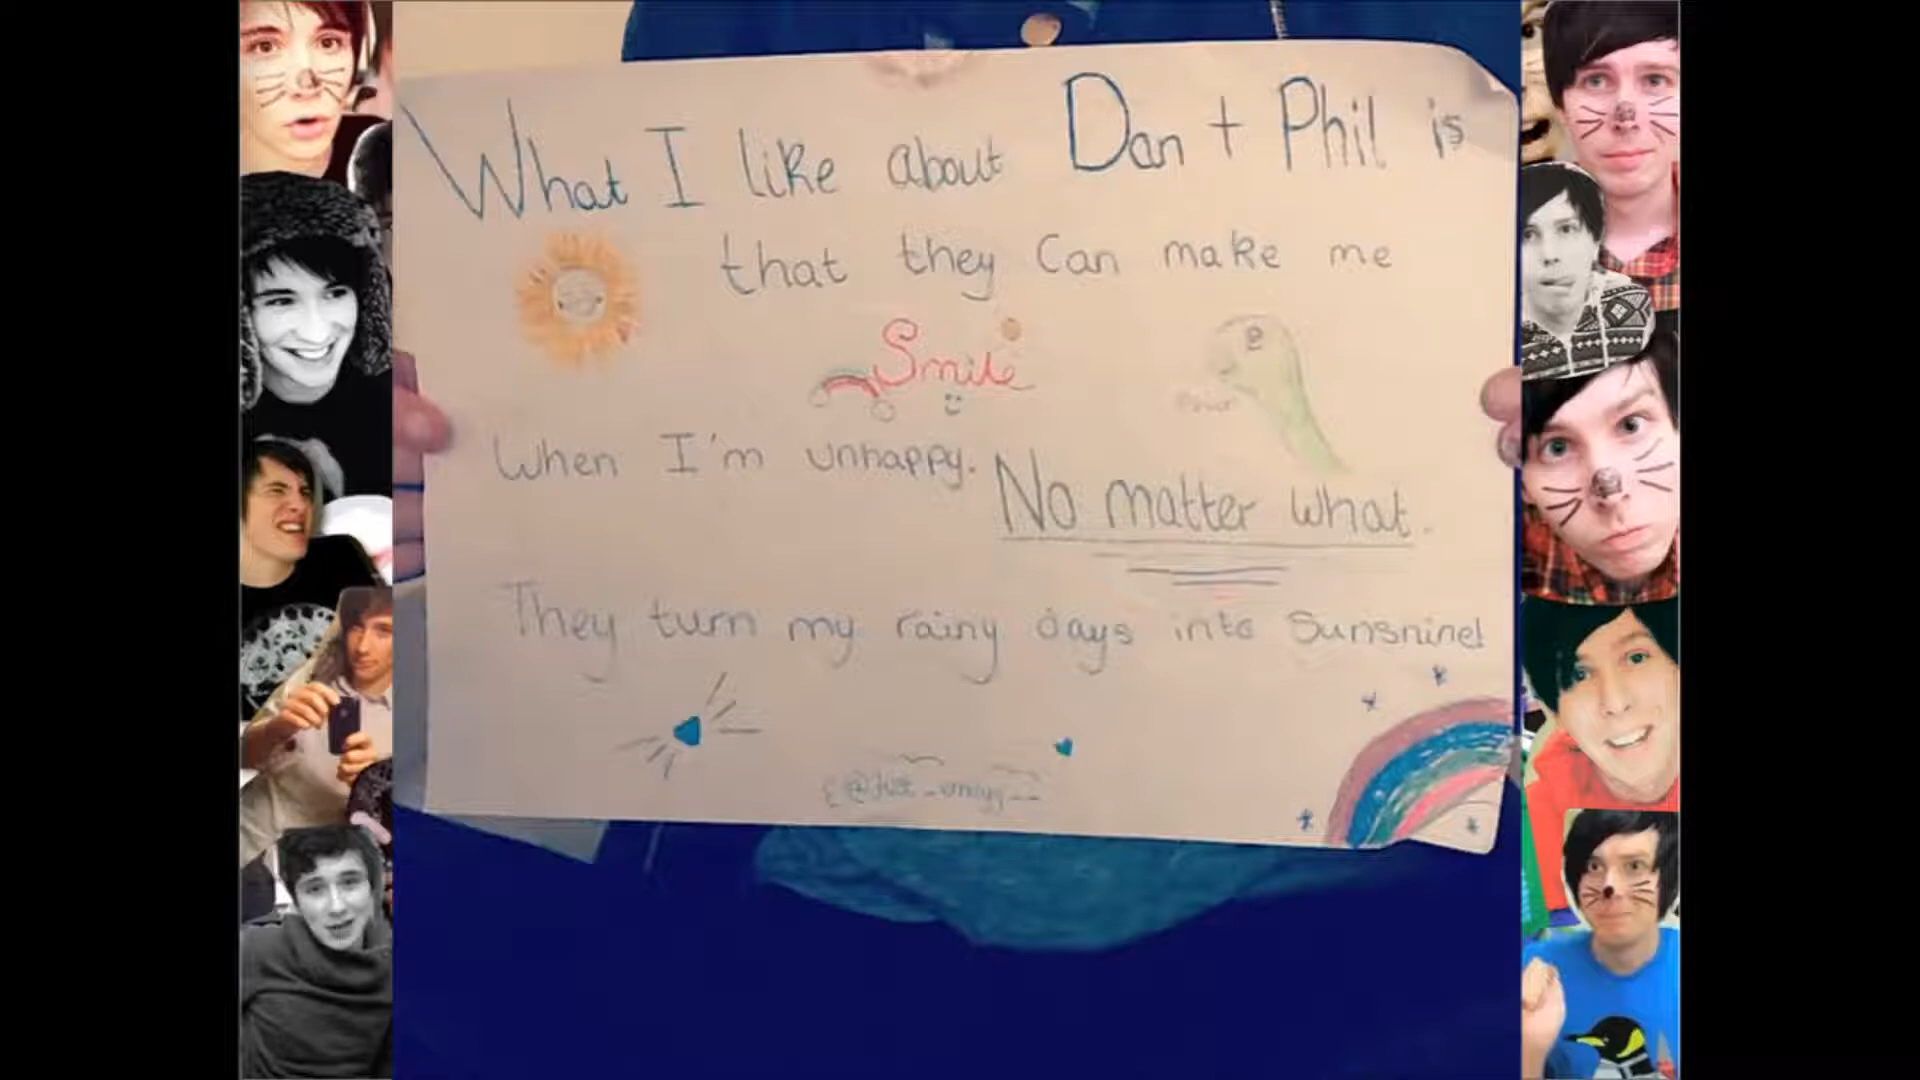 What I like about Dan + Phil is
that they Can make me
Smile
When I'm unhappy.
No matter what.
They turn my rainy days into Sunshine!